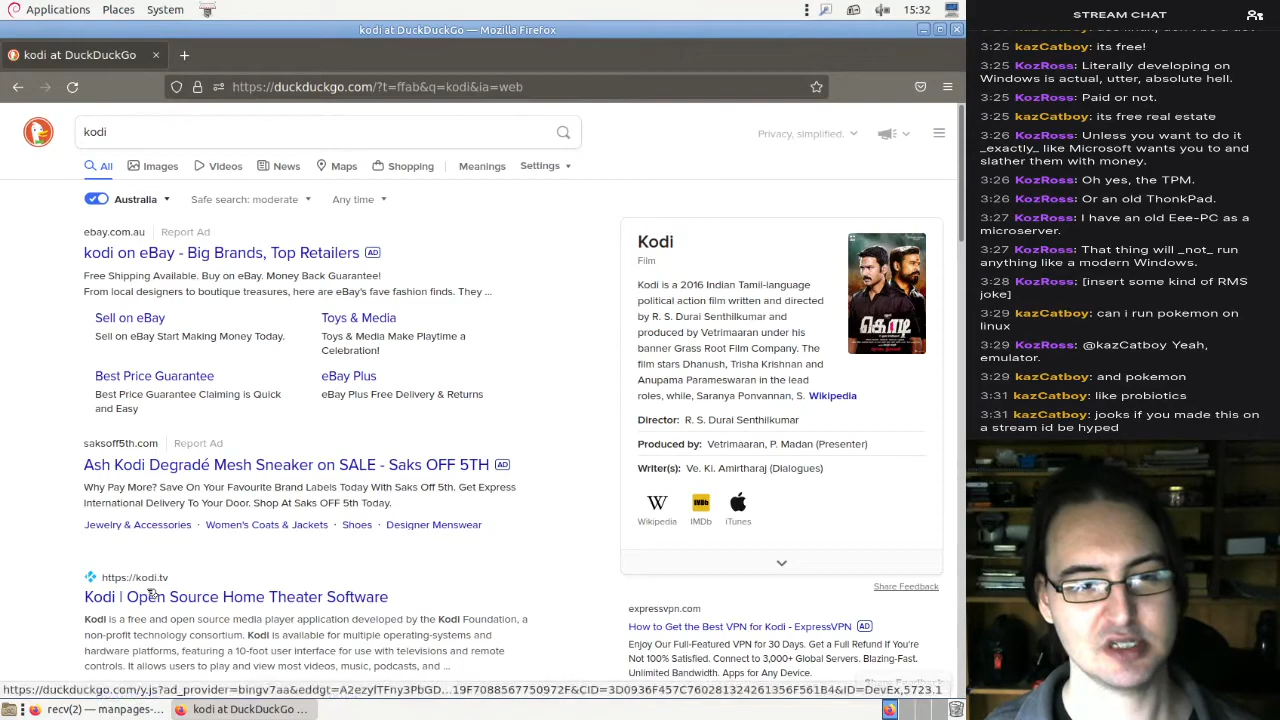 Applications Places System
15:32
kodi at DuckDuckGo — Mozilla Firefox
kodi at DuckDuckGo
https://duckduckgo.com/?t=ffab&q=kodi&ia=web
kodi
Privacy, simplified.
All Images Videos News Maps Shopping Meanings Settings
Australia Safe search: moderate Any time
ebay.com.au Report Ad
kodi on eBay - Big Brands, Top Retailers AD
Free Shipping Available. Buy on eBay. Money Back Guarantee!
From local designers to boutique treasures, here are eBay's fave fashion finds. They ...
Sell on eBay
Sell on eBay Start Making Money Today.
Toys & Media
Toys & Media Make Playtime a
Celebration!
Best Price Guarantee
Best Price Guarantee Claiming is Quick
and Easy
eBay Plus
eBay Plus Free Delivery & Returns
saksoff5th.com Report Ad
Ash Kodi Degradé Mesh Sneaker on SALE - Saks OFF 5TH AD
Why Pay More? Save On Your Favourite Brand Labels Today With Saks Off 5th. Get Express
International Delivery To Your Door. Shop At Saks OFF 5th Today.
Jewelry & Accessories · Women's Coats & Jackets · Shoes · Designer Menswear
https://kodi.tv
Kodi | Open Source Home Theater Software
Kodi is a free and open source media player application developed by the Kodi Foundation, a
non-profit technology consortium. Kodi is available for multiple operating-systems and
hardware platforms, featuring a 10-foot user interface for use with televisions and remote
controls. It allows users to play and view most videos, music, podcasts, and ...
Kodi
Film
கொடி
Kodi is a 2016 Indian Tamil-language
political action film written and directed
by R. S. Durai Senthilkumar and
produced by Vetrimaaran under his
banner Grass Root Film Company. The
film stars Dhanush, Trisha Krishnan and
Anupama Parameswaran in the lead
roles, while, Saranya Ponvannan, S. Wikipedia
Director: R. S. Durai Senthilkumar
Produced by: Vetrimaaran, P. Madan (Presenter)
Writer(s): Ve. Ki. Amirtharaj (Dialogues)
W IMDb
Wikipedia IMDb iTunes
Share Feedback
expressvpn.com
How to Get the Best VPN for Kodi - ExpressVPN AD
Enjoy Our Full-Featured VPN for 30 Days. Get a Full Refund If You're
Not 100% Satisfied. Connect to 3,000+ Global Servers. Blazing-Fast.
Unlimited Bandwidth. Apps for Any Device.
Share Feedback
https://duckduckgo.com/y.js?ad_provider=bingv7aa&eddgt=A2ezylTFny3PbGD...19F7088567750972F&CID=3D0936F457C760281324261356F561B4&ID=DevEx,5723.1
recv(2) — manpages-...
kodi at DuckDuckGo ...
STREAM CHAT
3:25 kazCatboy: its free!
3:25 KozRoss: Literally developing on
Windows is actual, utter, absolute hell.
3:25 KozRoss: Paid or not.
3:25 kazCatboy: its free real estate
3:26 KozRoss: Unless you want to do it
_exactly_ like Microsoft wants you to and
slather them with money.
3:26 KozRoss: Oh yes, the TPM.
3:26 KozRoss: Or an old ThonkPad.
3:27 KozRoss: I have an old Eee-PC as a
microserver.
3:27 KozRoss: That thing will _not_ run
anything like a modern Windows.
3:28 KozRoss: [insert some kind of RMS
joke]
3:29 kazCatboy: can i run pokemon on
linux
3:29 KozRoss: @kazCatboy Yeah,
emulator.
3:29 kazCatboy: and pokemon
3:31 kazCatboy: like probiotics
3:31 kazCatboy: jooks if you made this on
a stream id be hyped